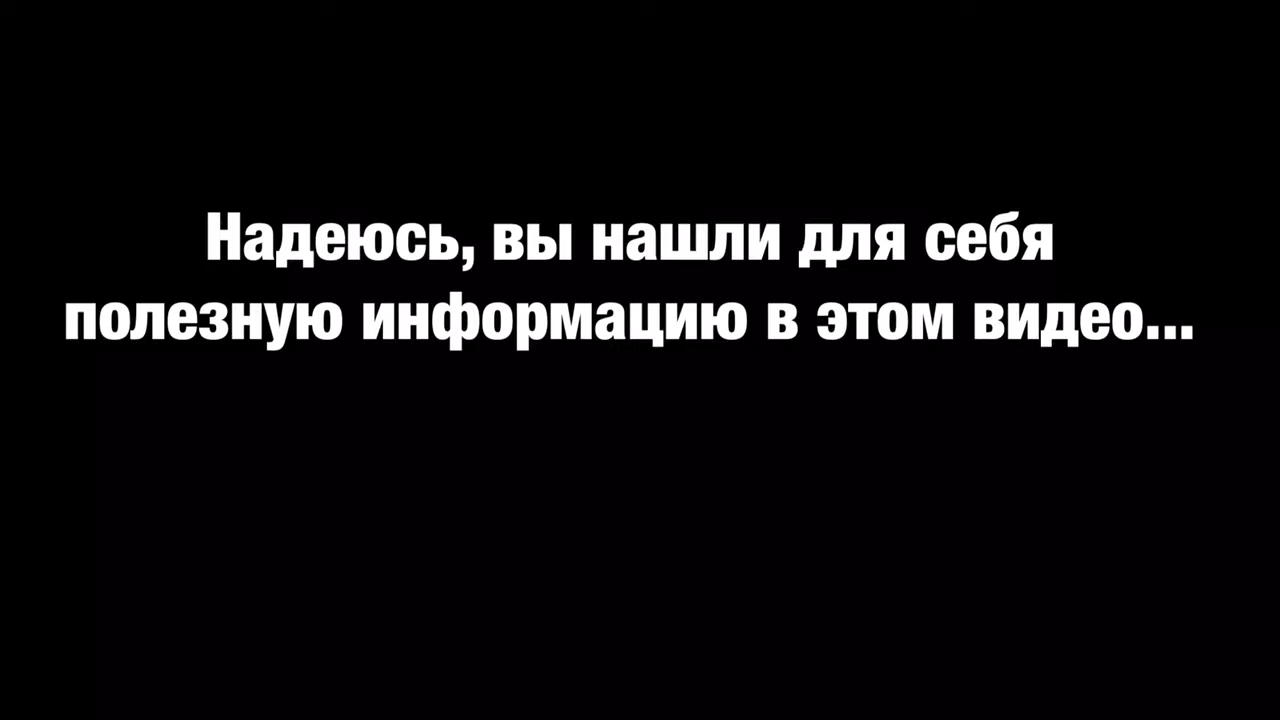 Надеюсь, вы нашли для себя
полезную информацию в этом видео...